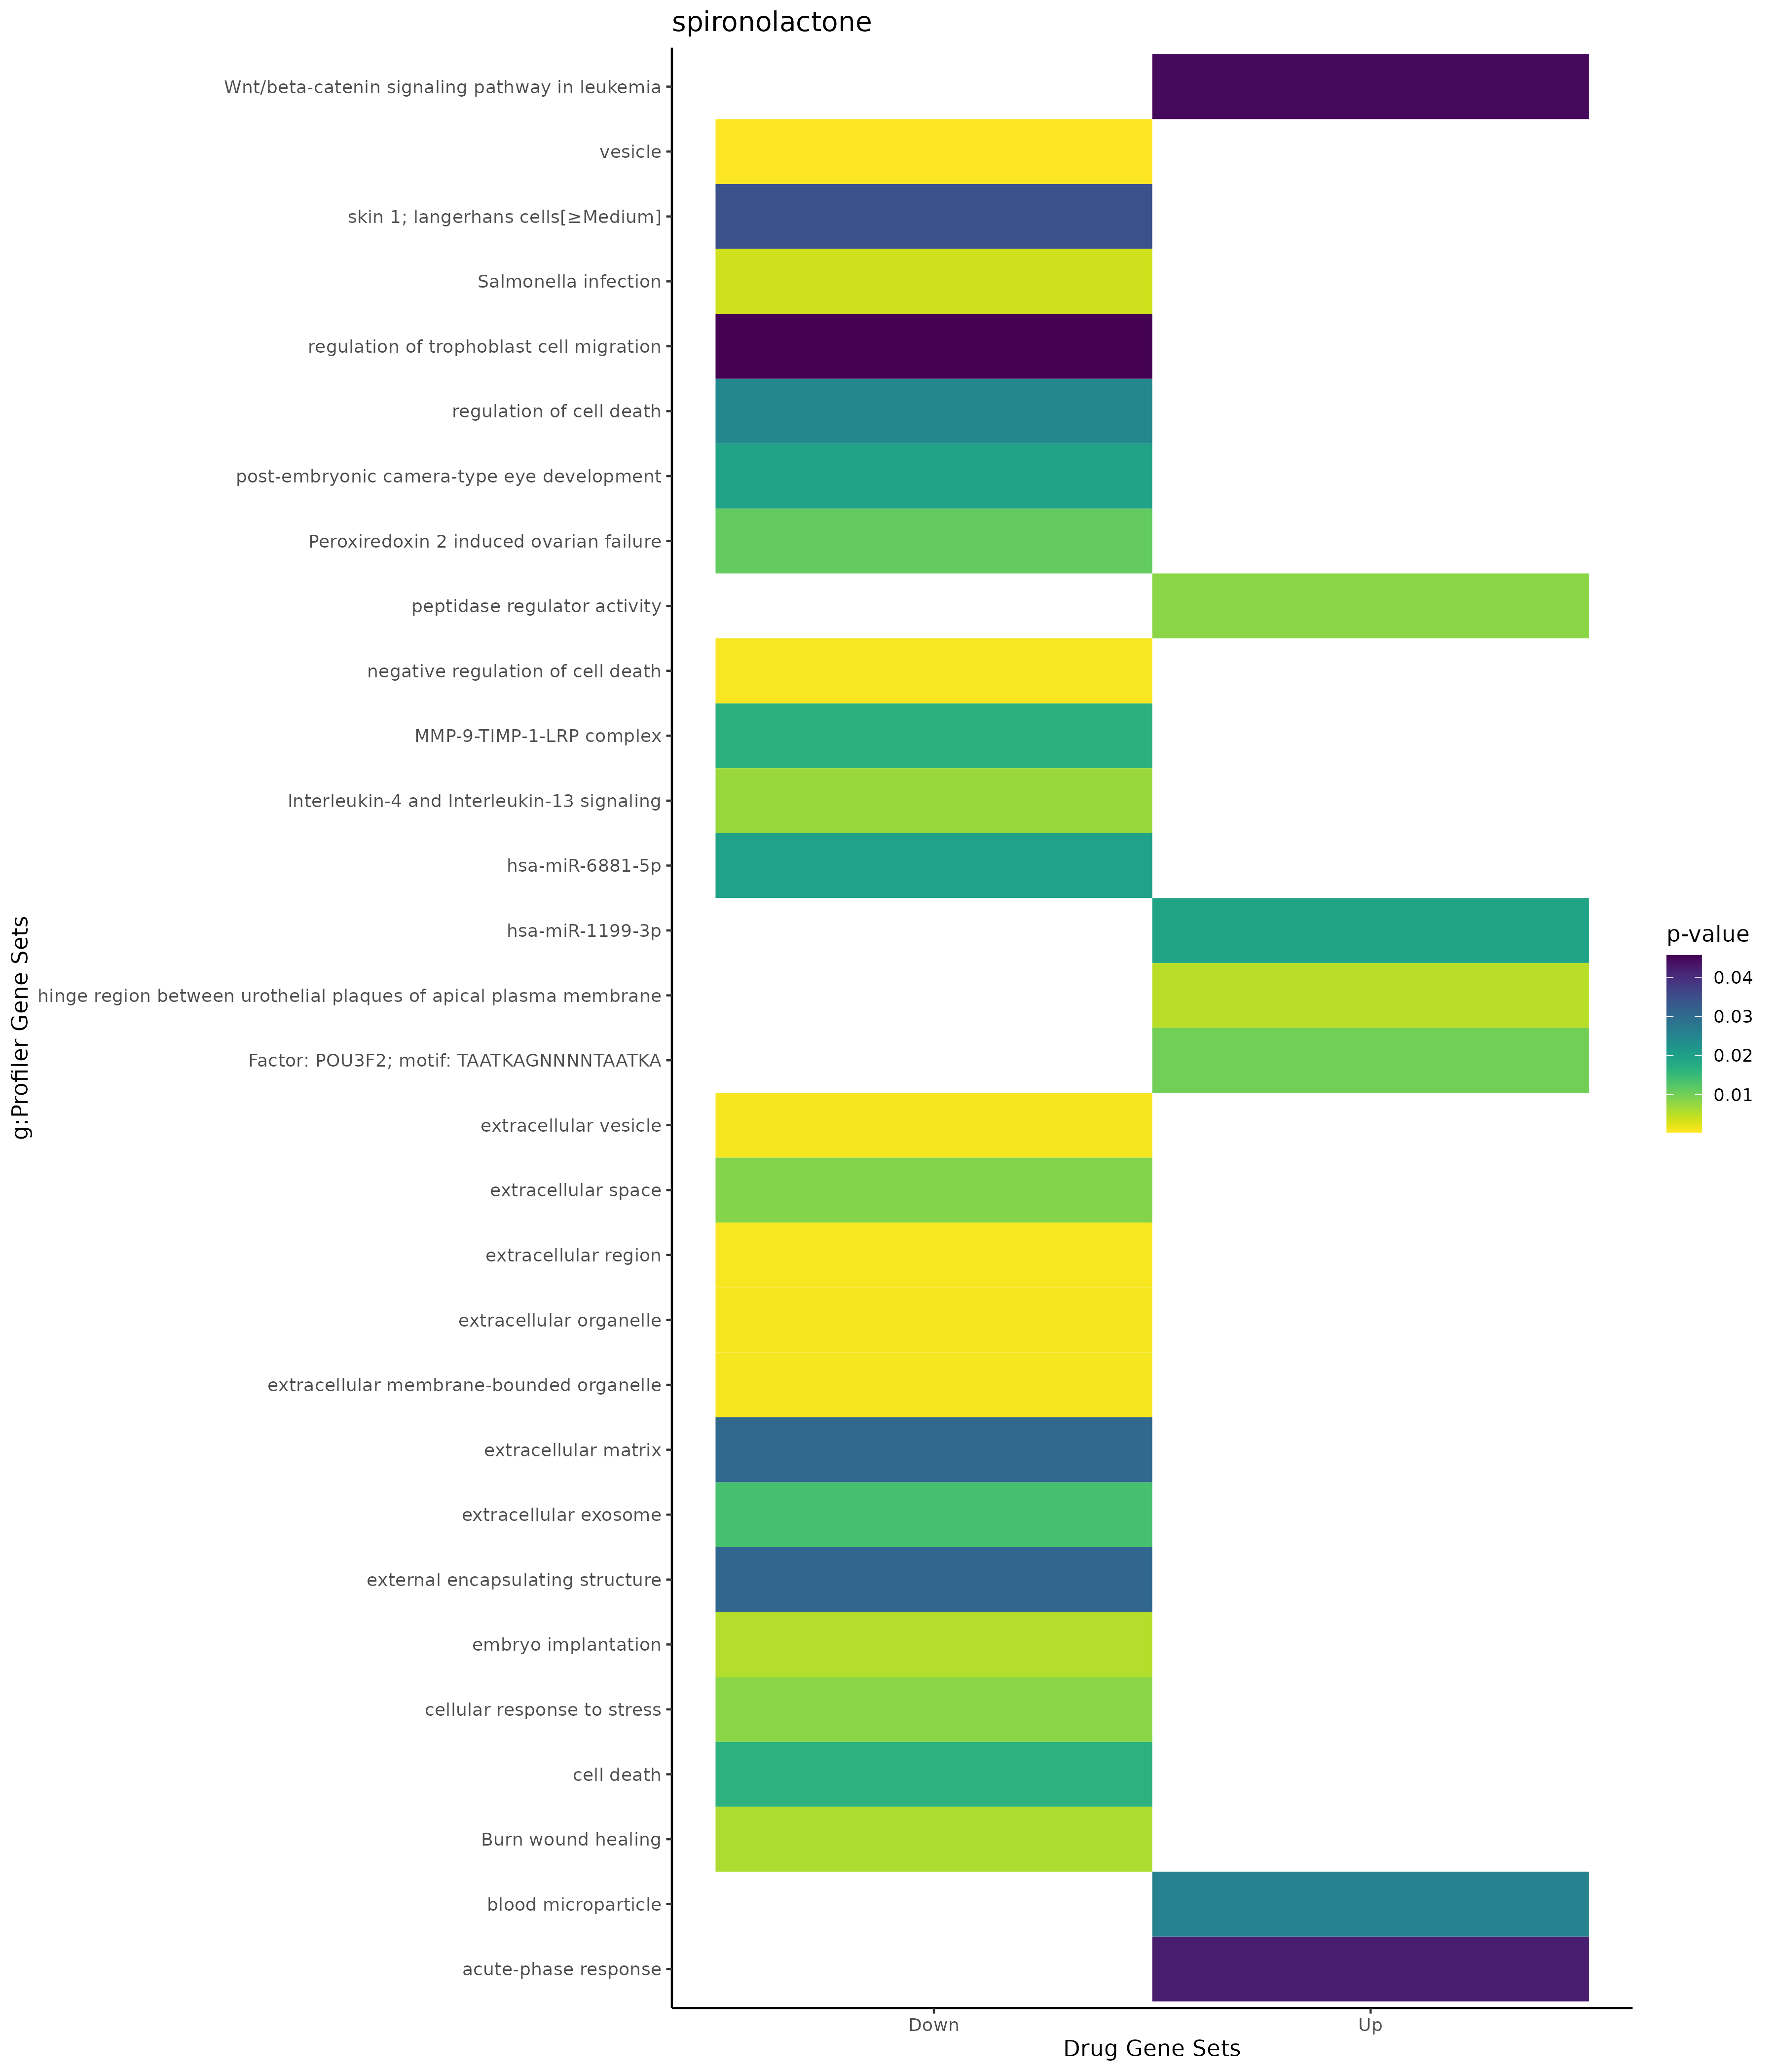 spironolactone
Wnt/beta-catenin signaling pathway in leukemia
vesicle
skin 1; langerhans cells[≥Medium]
Salmonella infection
regulation of trophoblast cell migration
regulation of cell death
post-embryonic camera-type eye development
Peroxiredoxin 2 induced ovarian failure
peptidase regulator activity
negative regulation of cell death
MMP-9-TIMP-1-LRP complex
Interleukin-4 and Interleukin-13 signaling
hsa-miR-6881-5p
hsa-miR-1199-3p
hinge region between urothelial plaques of apical plasma membrane
Factor: POU3F2; motif: TAATKAGNNNNTAATKA
extracellular vesicle
extracellular space
extracellular region
extracellular organelle
extracellular membrane-bounded organelle
extracellular matrix
extracellular exosome
external encapsulating structure
embryo implantation
cellular response to stress
cell death
Burn wound healing
blood microparticle
acute-phase response
g:Profiler Gene Sets
Down
Up
Drug Gene Sets
p-value
0.04
0.03
0.02
0.01